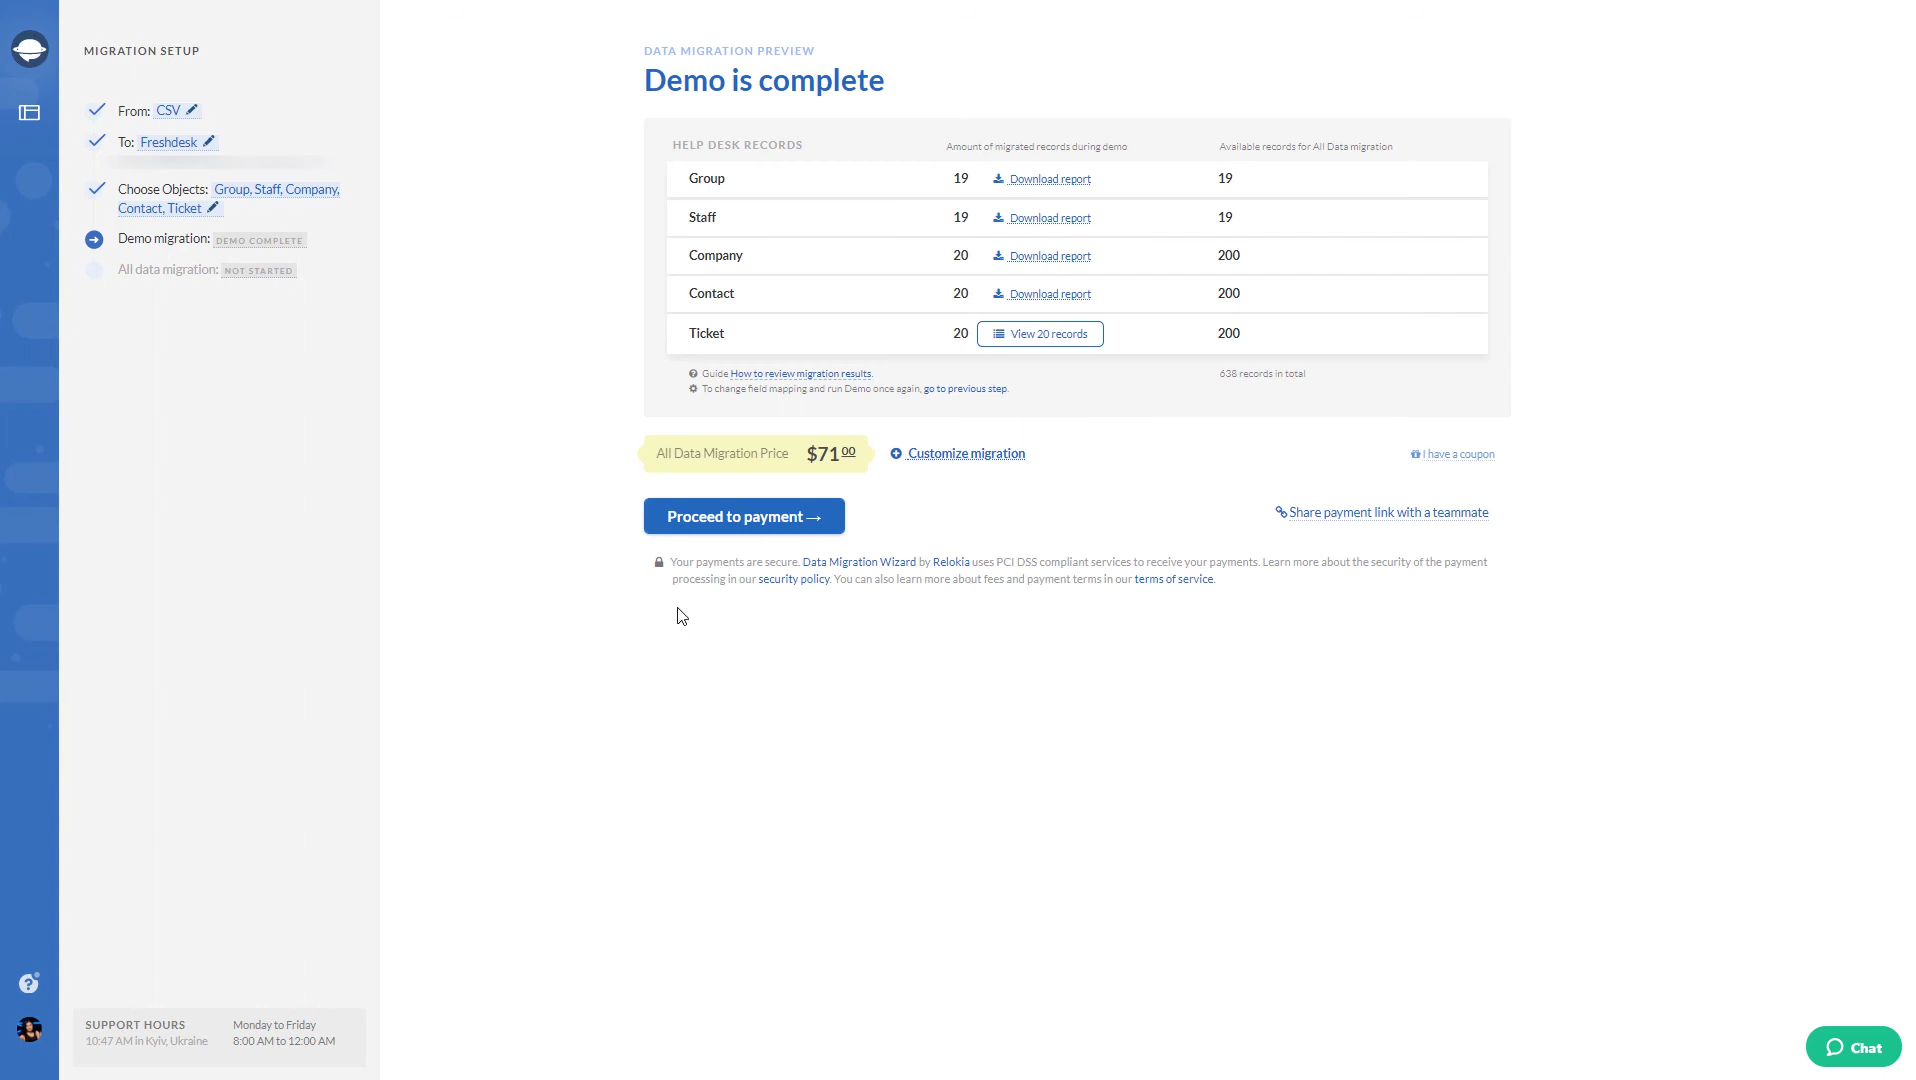 MIGRATION SETUP
From: CSV
To: Freshdesk
Choose Objects: Group, Staff, Company,
Contact, Ticket
Demo migration: DEMO COMPLETE
All data migration: NOT STARTED
SUPPORT HOURS
10:47 AM in Kyiv, Ukraine
Monday to Friday
8:00 AM to 12:00 AM
DATA MIGRATION PREVIEW
Demo is complete
HELP DESK RECORDS Amount of migrated records during demo Available records for All Data migration
Group 19 Download report 19
Staff 19 Download report 19
Company 20 Download report 200
Contact 20 Download report 200
Ticket 20 View 20 records 200
Guide How to review migration results. 638 records in total
To change field mapping and run Demo once again, go to previous step.
All Data Migration Price $71 00 Customize migration I have a coupon
Proceed to payment → Share payment link with a teammate
Your payments are secure. Data Migration Wizard by Relokia uses PCI DSS compliant services to receive your payments. Learn more about the security of the payment
processing in our security policy. You can also learn more about fees and payment terms in our terms of service.
Chat